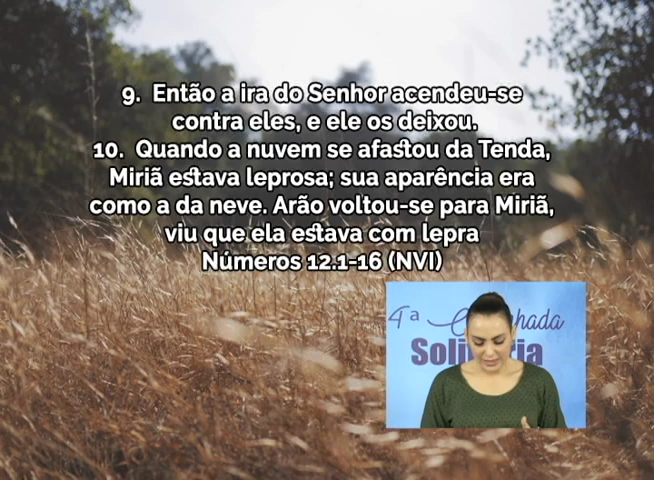 9. Então a ira do Senhor acendeu-se
contra eles, e ele os deixou.
10. Quando a nuvem se afastou da Tenda,
Miriã estava leprosa; sua aparência era
como a da neve. Arão voltou-se para Miriã,
viu que ela estava com lepra
Números 12.1-16 (NVI)
4ª